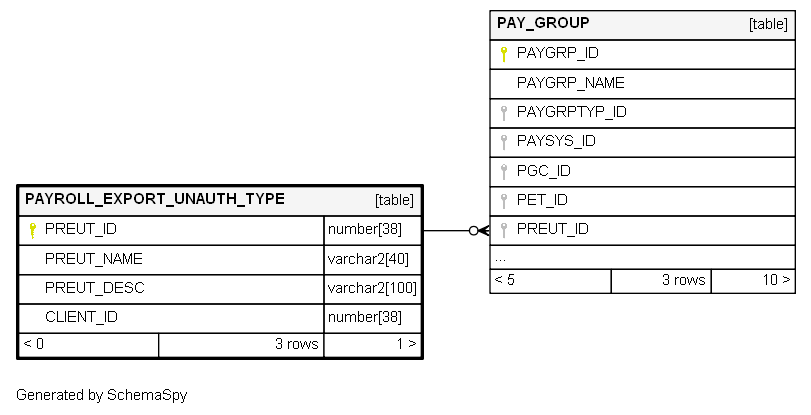 PAY_GROUP [table]
PAYGRP_ID
PAYGRP_NAME
PAYGRPTYP_ID
PAYSYS_ID
PGC_ID
PET_ID
PREUT_ID
...
< 5 3 rows 10 >
PAYROLL_EXPORT_UNAUTH_TYPE [table]
PREUT_ID number[38]
PREUT_NAME varchar2[40]
PREUT_DESC varchar2[100]
CLIENT_ID number[38]
< 0 3 rows 1 >
Generated by SchemaSpy